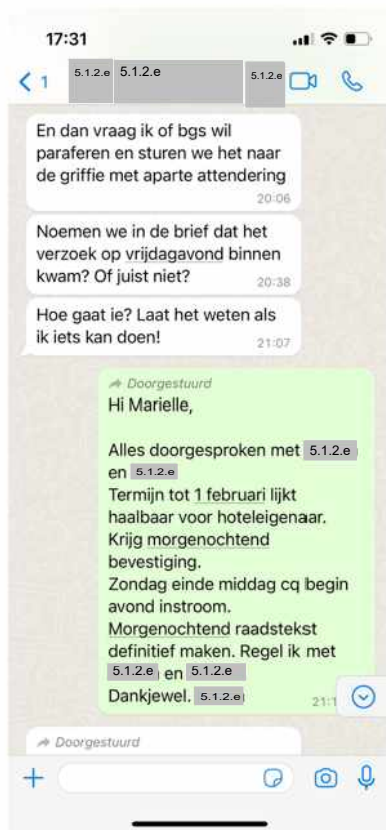 17:31
1 5.1.2.e 5.1.2.e 5.1.2.e
En dan vraag ik of bgs wil
paraferen en sturen we het naar
de griffie met aparte attendering
20:06
Noemen we in de brief dat het
verzoek op vrijdagavond binnen
kwam? Of juist niet?
20:38
Hoe gaat ie? Laat het weten als
ik iets kan doen!
21:07
Doorgestuurd
Hi Marielle,
Alles doorgesproken met 5.1.2.e
en 5.1.2.e
Termijn tot 1 februari lijkt
haalbaar voor hoteleigenaar.
Krijg morgenochtend
bevestiging.
Zondag einde middag cq begin
avond instroom.
Morgenochtend raadstekst
definitief maken. Regel ik met
5.1.2.e en 5.1.2.e
Dankjewel. 5.1.2.e
Doorgestuurd